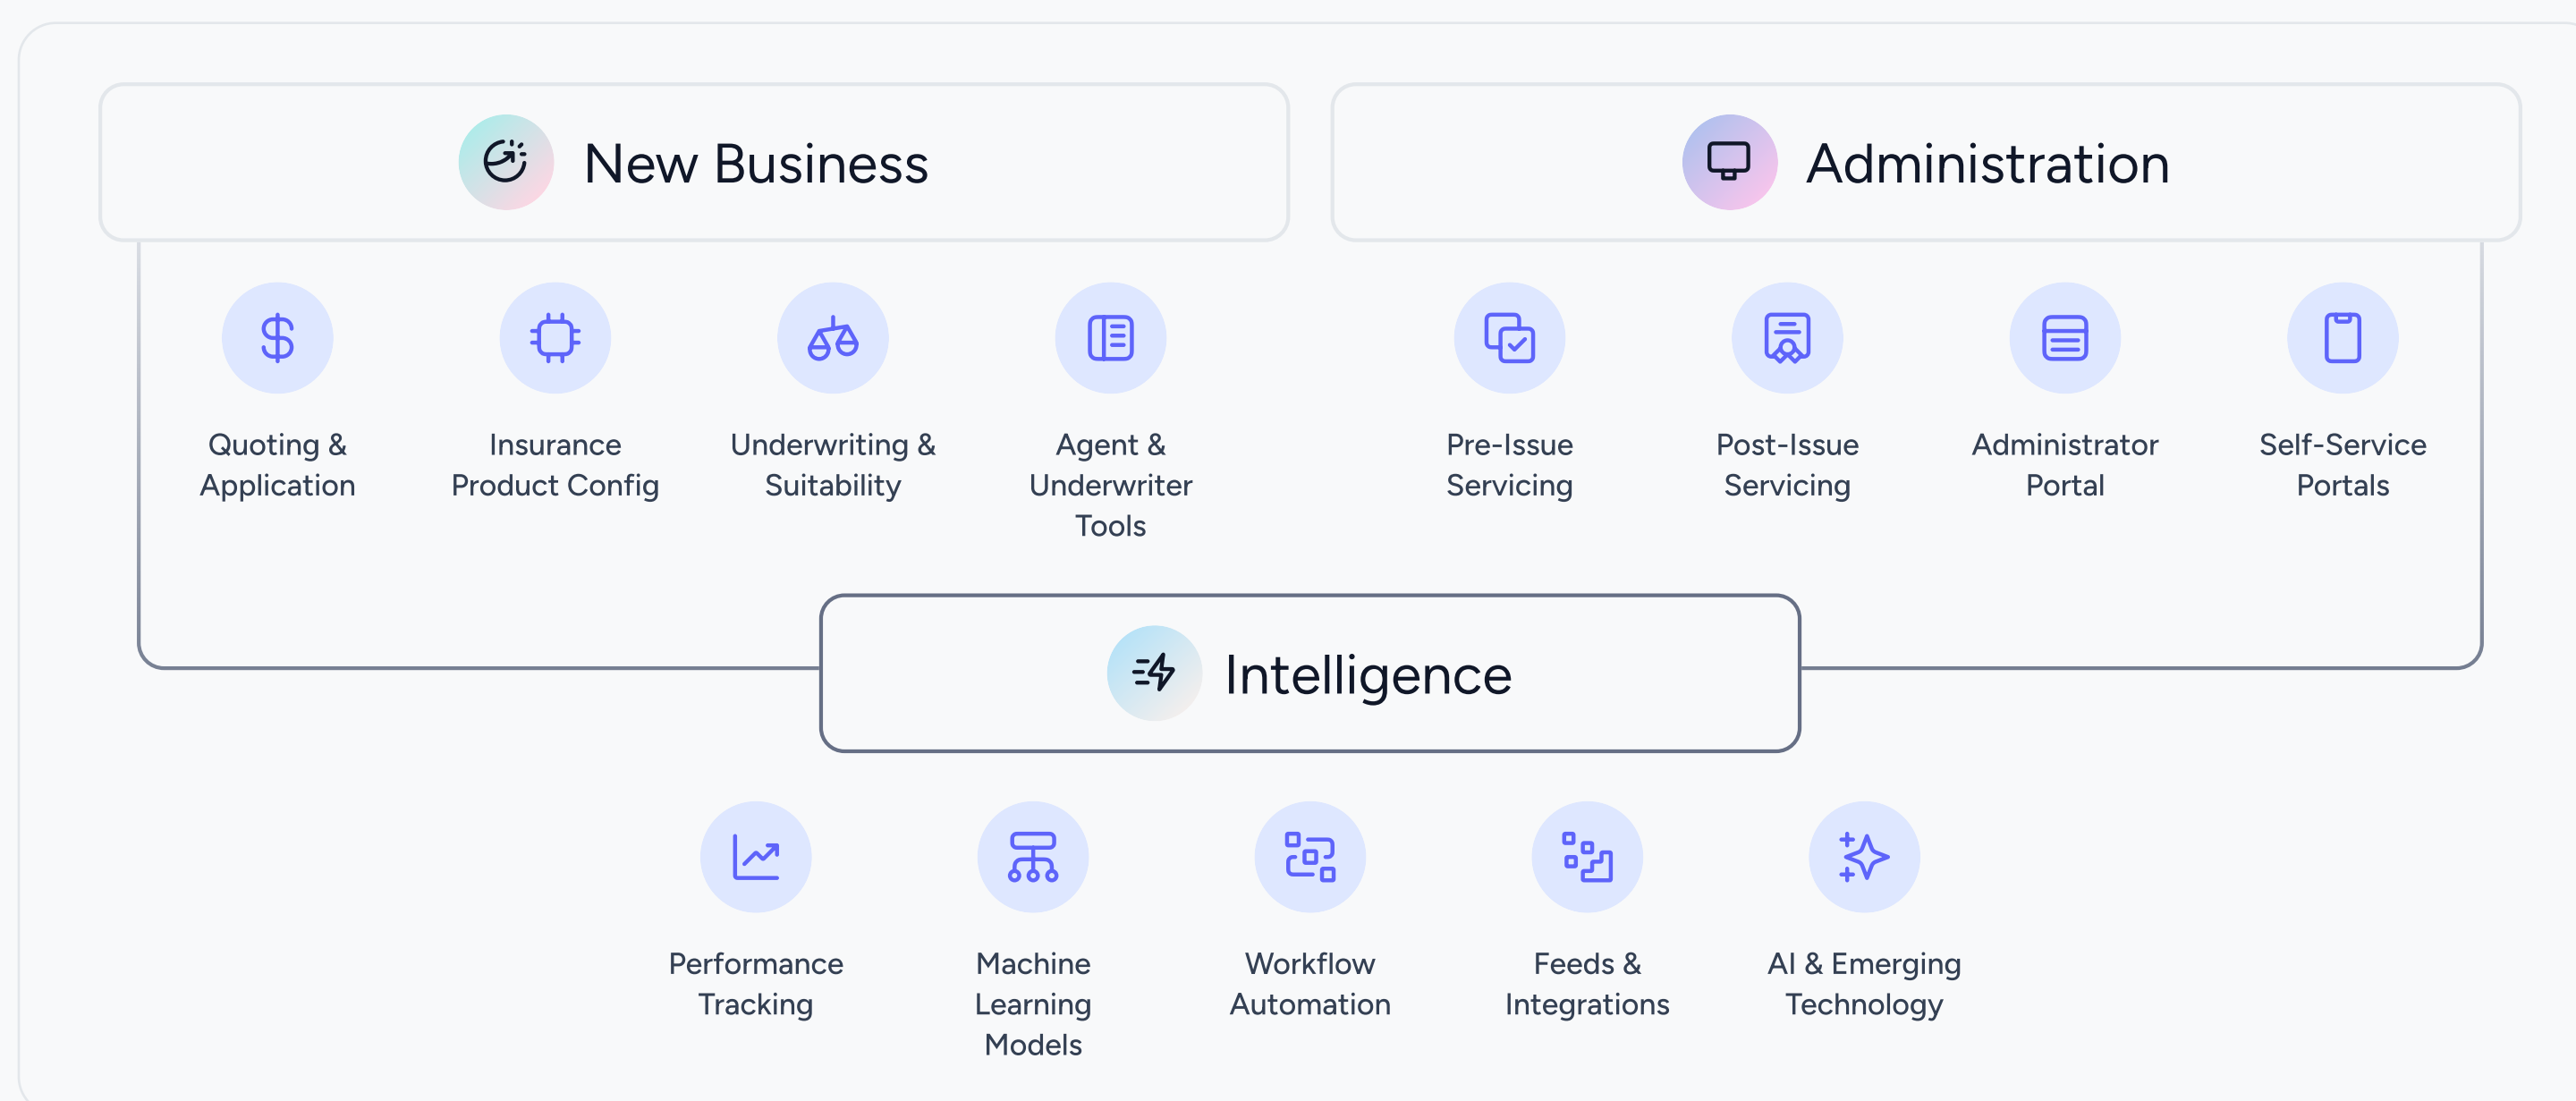 New Business
Administration
Quoting &
Application
Insurance
Product Config
Underwriting &
Suitability
Agent &
Underwriter
Tools
Pre-Issue
Servicing
Post-Issue
Servicing
Administrator
Portal
Self-Service
Portals
Intelligence
Performance
Tracking
Machine
Learning
Models
Workflow
Automation
Feeds &
Integrations
AI & Emerging
Technology